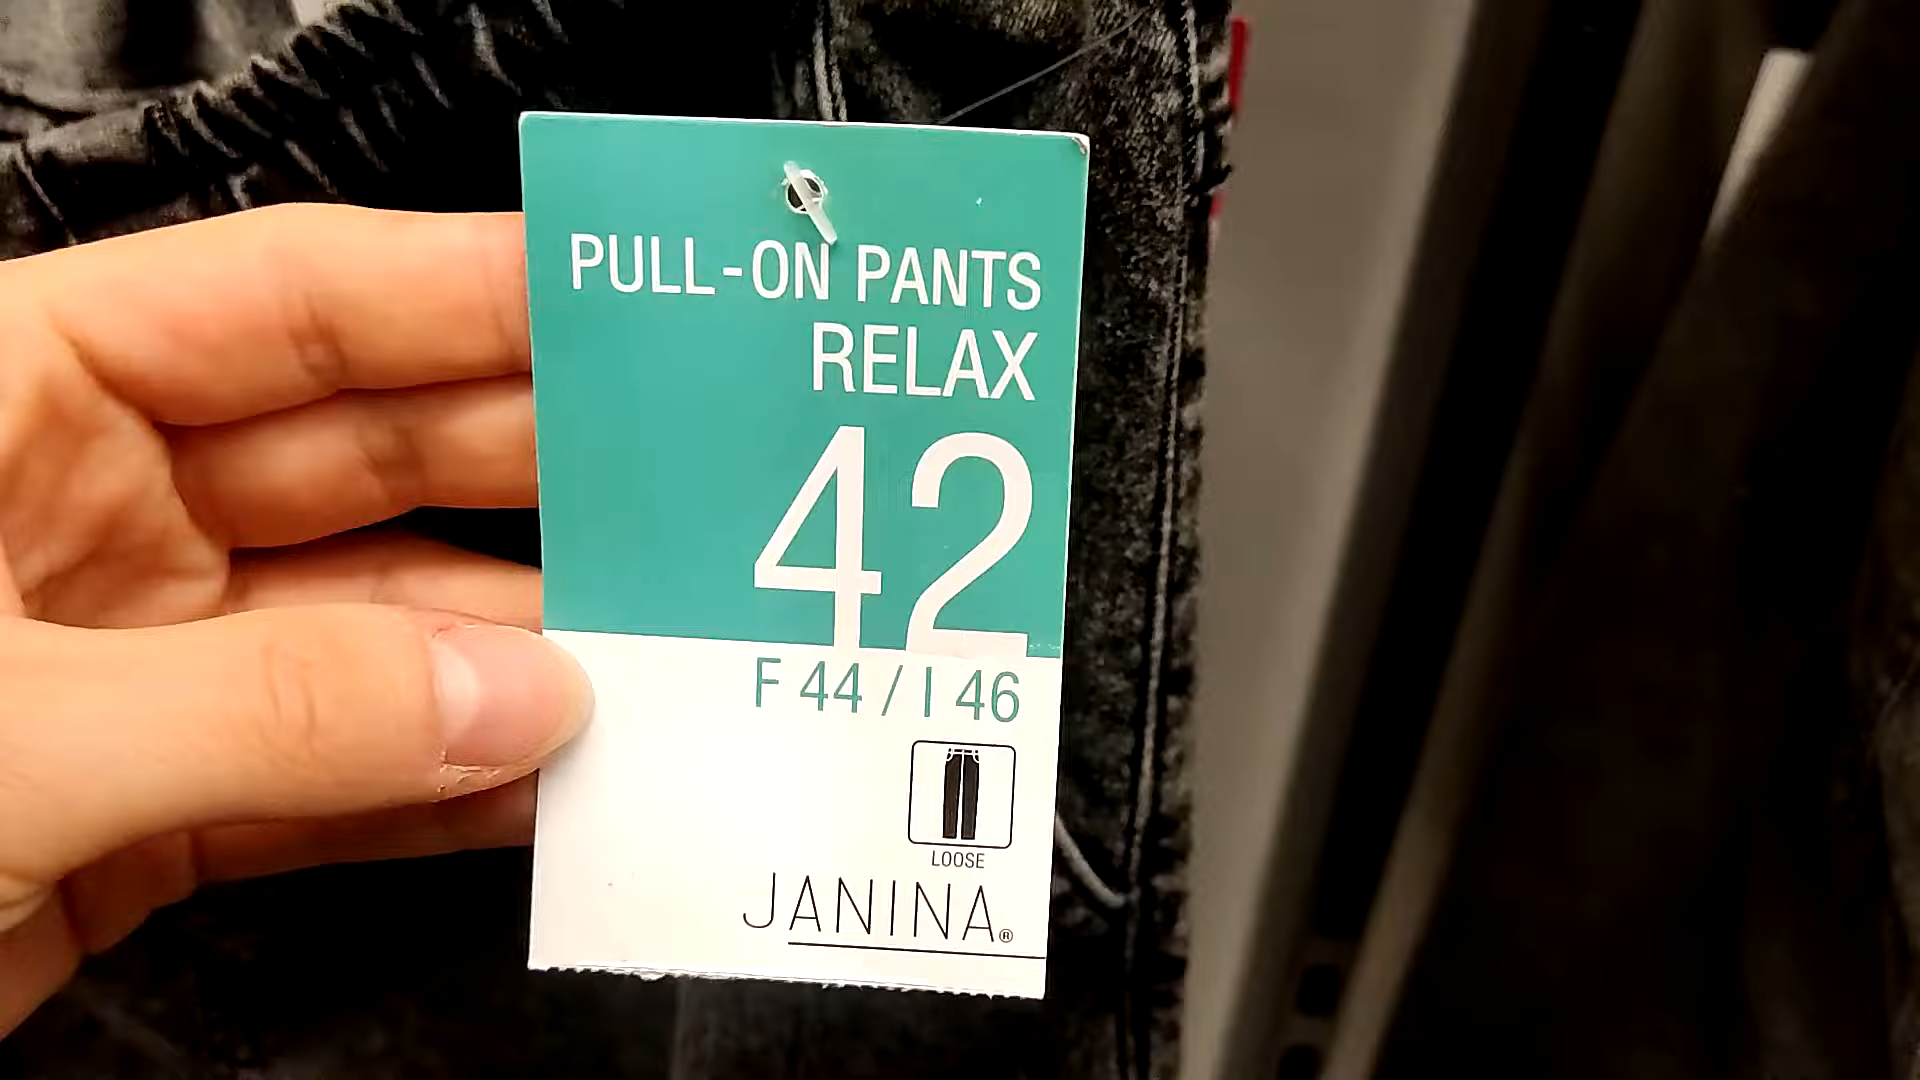 PULL-ON PANTS
RELAX
42
F 44 / I 46
LOOSE
JANINA®